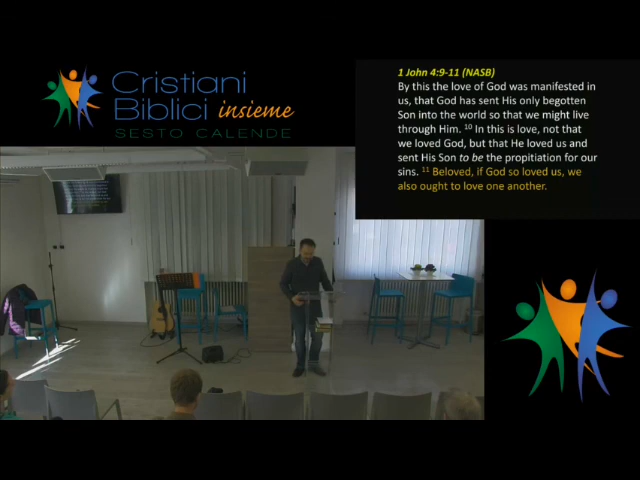 Cristiani
Biblici insieme
SESTO CALENDE
1 John 4:9-11 (NASB)
By this the love of God was manifested in
us, that God has sent His only begotten
Son into the world so that we might live
through Him. 10 In this is love, not that
we loved God, but that He loved us and
sent His Son to be the propitiation for our
sins. 11 Beloved, if God so loved us, we
also ought to love one another.